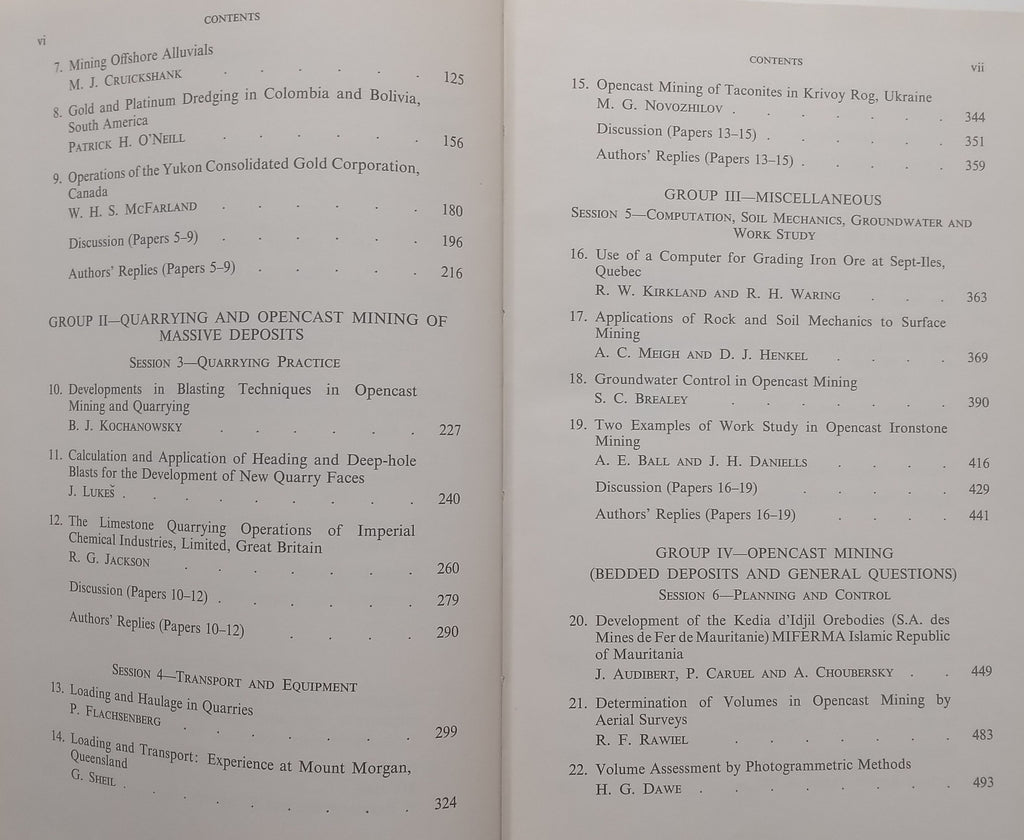 vi
CONTENTS
7. Mining Offshore Alluvials
M. J. CRUICKSHANK . . . . . . 125
8. Gold and Platinum Dredging in Colombia and Bolivia,
South America
PATRICK H. O'NEILL . . . . . . 156
9. Operations of the Yukon Consolidated Gold Corporation,
Canada
W. H. S. MCFARLAND . . . . . . 180
Discussion (Papers 5–9) . . . . . . 196
Authors' Replies (Papers 5–9) . . . . . 216
GROUP II—QUARRYING AND OPENCAST MINING OF
MASSIVE DEPOSITS
SESSION 3—QUARRYING PRACTICE
10. Developments in Blasting Techniques in Opencast
Mining and Quarrying
B. J. KOCHANOWSKY . . . . . . 227
11. Calculation and Application of Heading and Deep-hole
Blasts for the Development of New Quarry Faces
J. LUKEŠ . . . . . . . . 240
12. The Limestone Quarrying Operations of Imperial
Chemical Industries, Limited, Great Britain
R. G. JACKSON . . . . . . 260
Discussion (Papers 10–12) . . . . . . 279
Authors' Replies (Papers 10–12) . . . . 290
SESSION 4—TRANSPORT AND EQUIPMENT
13. Loading and Haulage in Quarries
P. FLACHSENBERG . . . . . . 299
14. Loading and Transport: Experience at Mount Morgan,
Queensland
G. SHEIL . . . . . . . . 324
CONTENTS
vii
15. Opencast Mining of Taconites in Krivoy Rog, Ukraine
M. G. NOVOZHILOV . . . . . . 344
Discussion (Papers 13–15) . . . . . 351
Authors' Replies (Papers 13–15) . . . . 359
GROUP III—MISCELLANEOUS
SESSION 5—COMPUTATION, SOIL MECHANICS, GROUNDWATER AND
WORK STUDY
16. Use of a Computer for Grading Iron Ore at Sept-Iles,
Quebec
R. W. KIRKLAND AND R. H. WARING . . . 363
17. Applications of Rock and Soil Mechanics to Surface
Mining
A. C. MEIGH AND D. J. HENKEL . . . . 369
18. Groundwater Control in Opencast Mining
S. C. BREALEY . . . . . . 390
19. Two Examples of Work Study in Opencast Ironstone
Mining
A. E. BALL AND J. H. DANIELLS . . . . 416
Discussion (Papers 16–19) . . . . . 429
Authors' Replies (Papers 16–19) . . . . 441
GROUP IV—OPENCAST MINING
(BEDDED DEPOSITS AND GENERAL QUESTIONS)
SESSION 6—PLANNING AND CONTROL
20. Development of the Kedia d'Idjil Orebodies (S.A. des
Mines de Fer de Mauritanie) MIFERMA Islamic Republic
of Mauritania
J. AUDIBERT, P. CARUEL AND A. CHOUBERSKY . . 449
21. Determination of Volumes in Opencast Mining by
Aerial Surveys
R. F. RAWIEL . . . . . . . 483
22. Volume Assessment by Photogrammetric Methods
H. G. DAWE . . . . . . . 493